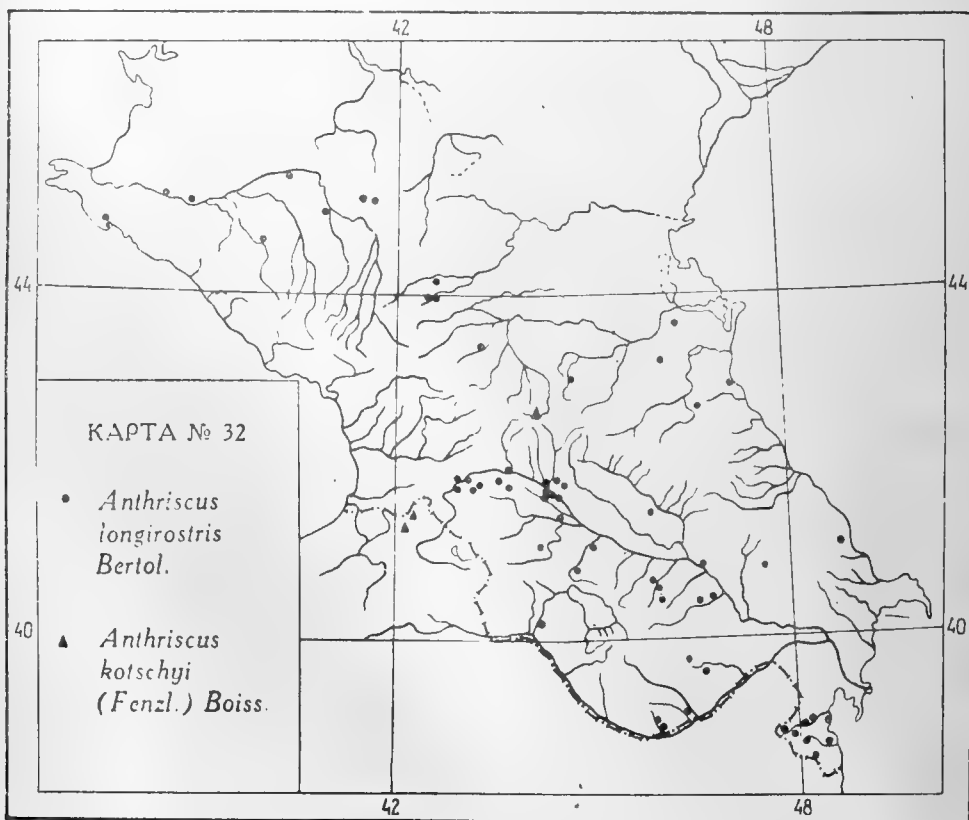 42 48
44 44
КАРТА № 32
Anthriscus
longirostris
Bertol.
40 40
Anthriscus
kotschyi
(Fenzl.) Boiss.
42 48